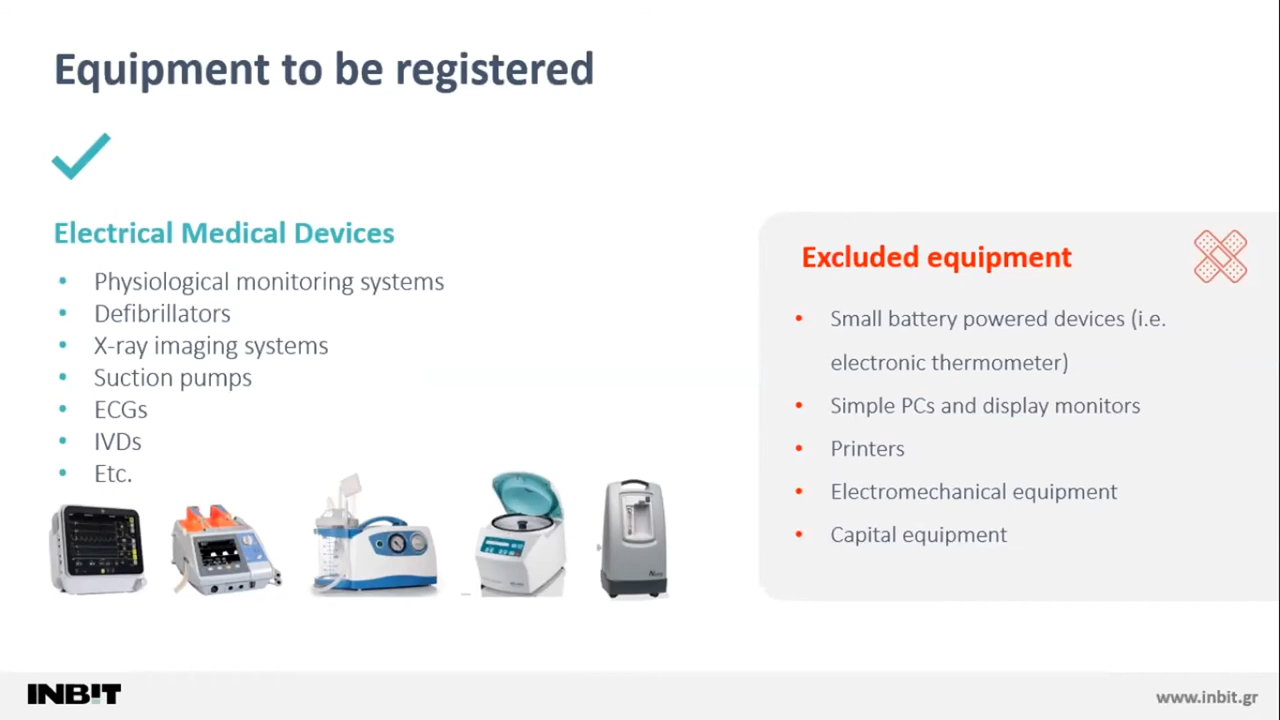 Equipment to be registered
Electrical Medical Devices
• Physiological monitoring systems
• Defibrillators
• X-ray imaging systems
• Suction pumps
• ECGs
• IVDs
• Etc.
Excluded equipment
• Small battery powered devices (i.e.
electronic thermometer)
• Simple PCs and display monitors
• Printers
• Electromechanical equipment
• Capital equipment
INBIT
www.inbit.gr